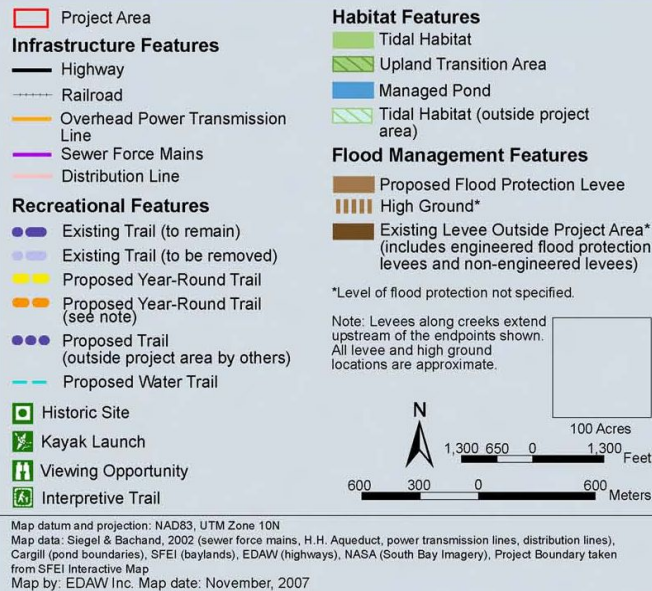 Project Area
Infrastructure Features
Highway
Railroad
Overhead Power Transmission
Line
Sewer Force Mains
Distribution Line
Recreational Features
Existing Trail (to remain)
Existing Trail (to be removed)
Proposed Year-Round Trail
Proposed Year-Round Trail
(see note)
Proposed Trail
(outside project area by others)
Proposed Water Trail
Historic Site
Kayak Launch
Viewing Opportunity
Interpretive Trail
Habitat Features
Tidal Habitat
Upland Transition Area
Managed Pond
Tidal Habitat (outside project
area)
Flood Management Features
Proposed Flood Protection Levee
High Ground*
Existing Levee Outside Project Area*
(includes engineered flood protection
levees and non-engineered levees)
*Level of flood protection not specified.
Note: Levees along creeks extend
upstream of the endpoints shown.
All levee and high ground
locations are approximate.
100 Acres
N
1,300 650 0 1,300 Feet
600 300 0 600 Meters
Map datum and projection: NAD83, UTM Zone 10N
Map data: Siegel & Bachand, 2002 (sewer force mains, H.H. Aqueduct, power transmission lines, distribution lines),
Cargill (pond boundaries), SFEI (baylands), EDAW (highways), NASA (South Bay Imagery), Project Boundary taken
from SFEI Interactive Map
Map by: EDAW Inc. Map date: November, 2007